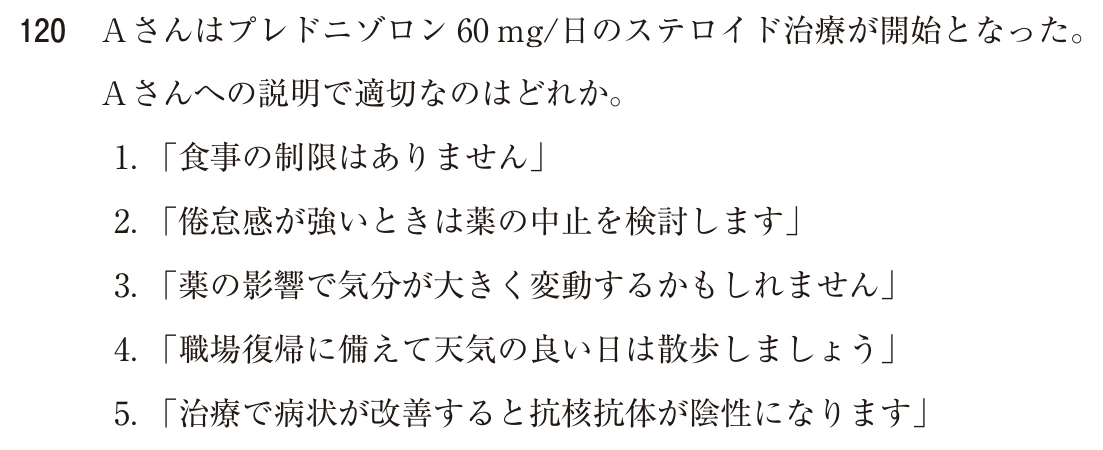 120 Aさんはプレドニゾロン 60 mg/日のステロイド治療が開始となった。
Aさんへの説明で適切なのはどれか。
1. 「食事の制限はありません」
2. 「倦怠感が強いときは薬の中止を検討します」
3. 「薬の影響で気分が大きく変動するかもしれません」
4. 「職場復帰に備えて天気の良い日は散歩しましょう」
5. 「治療で病状が改善すると抗核抗体が陰性になります」